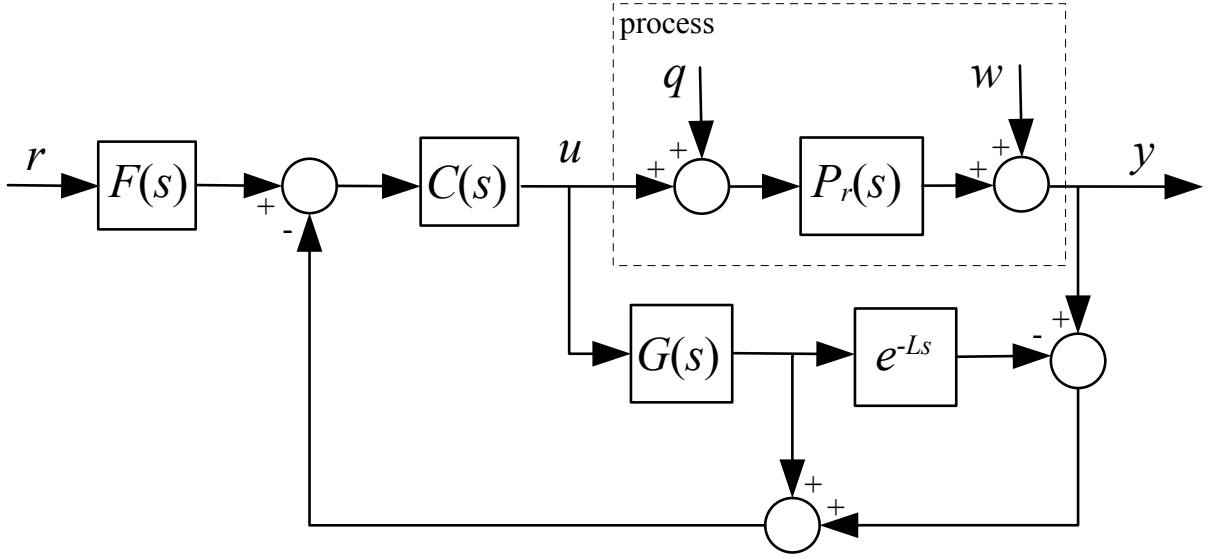 process
q
w
r
F(s)
+
-
C(s)
u
+
+
P_r(s)
+
+
y
G(s)
e^{-Ls}
-
+
+
+